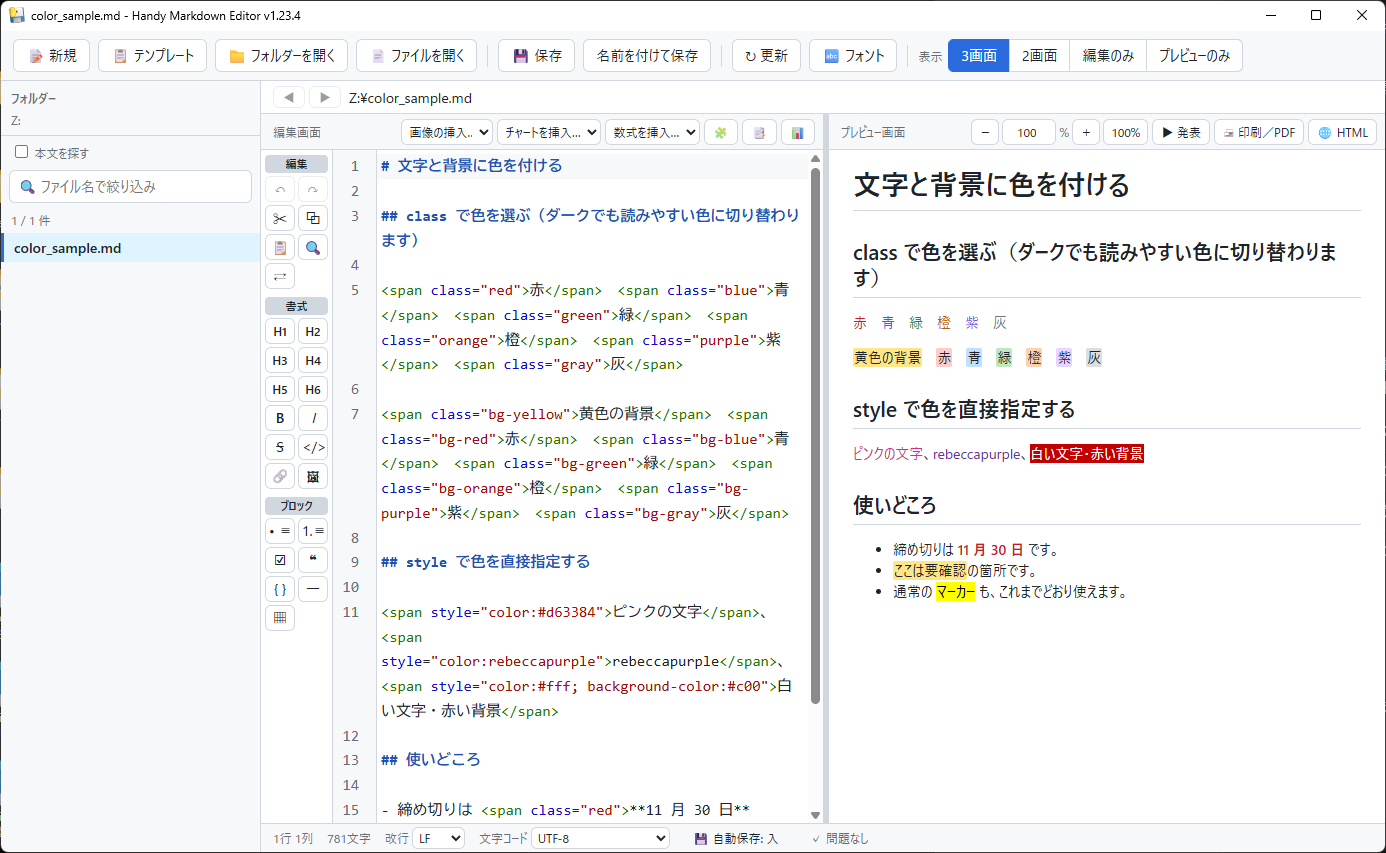 color_sample.md - Handy Markdown Editor v1.23.4
新規 テンプレート フォルダーを開く ファイルを開く 保存 名前を付けて保存 更新 フォント 表示 3画面 2画面 編集のみ プレビューのみ
フォルダー
Z:
本文を探す
ファイル名で絞り込み
1 / 1 件
color_sample.md
Z:¥color_sample.md
編集画面 画像の挿入... チャートを挿入... 数式を挿入...
編集
書式
H1 H2
H3 H4
H5 H6
B I
S </>
ブロック
• ≡ 1. ≡
☑ ❝
{ } —
1 # 文字と背景に色を付ける
2
3 ## class で色を選ぶ（ダークでも読みやすい色に切り替わり
ます）
4
5 <span class="red">赤</span> <span class="blue">青
</span> <span class="green">緑</span> <span
class="orange">橙</span> <span class="purple">紫
</span> <span class="gray">灰</span>
6
7 <span class="bg-yellow">黄色の背景</span> <span
class="bg-red">赤</span> <span class="bg-blue">青
</span> <span class="bg-green">緑</span> <span
class="bg-orange">橙</span> <span class="bg-
purple">紫</span> <span class="bg-gray">灰</span>
8
9 ## style で色を直接指定する
10
11 <span style="color:#d63384">ピンクの文字</span>、
<span
style="color:rebeccapurple">rebeccapurple</span>、
<span style="color:#fff; background-color:#c00">白
い文字・赤い背景</span>
12
13 ## 使いどころ
14
15 - 締め切りは <span class="red">**11 月 30 日**
プレビュー画面 − 100 % + 100% ▶ 発表 印刷／PDF HTML
文字と背景に色を付ける
class で色を選ぶ（ダークでも読みやすい色に切り替わりま
す）
赤 青 緑 橙 紫 灰
黄色の背景 赤 青 緑 橙 紫 灰
style で色を直接指定する
ピンクの文字、rebeccapurple、白い文字・赤い背景
使いどころ
• 締め切りは 11 月 30 日 です。
• ここは要確認の箇所です。
• 通常の マーカー も、これまでどおり使えます。
1行 1列 781文字 改行 LF 文字コード UTF-8 自動保存: 入 ✓ 問題なし